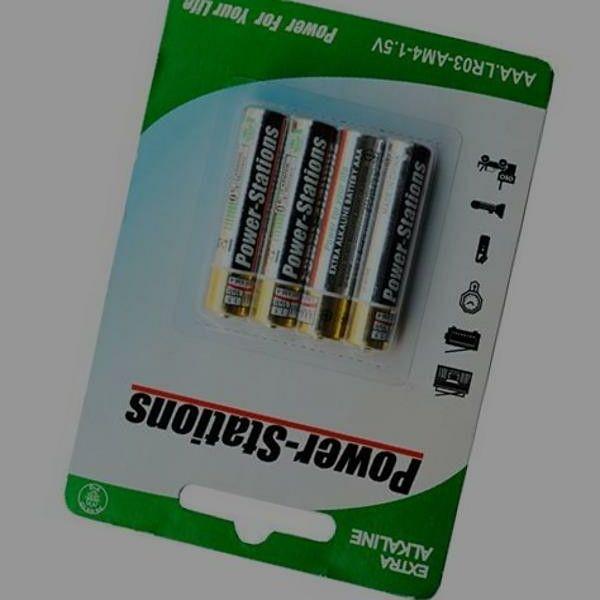 EXTRA
ALKALINE
Power-Stations
Power-Stations
Power-Stations
EXTRA ALKALINE BATTERY AAA
Power-Stations
AAA.LR03-AM4-1.5V
Power For Your Life